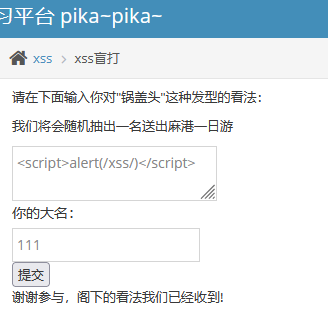 习平台 pika~pika~
xss > xss盲打
请在下面输入你对"锅盖头"这种发型的看法：
我们将会随机抽出一名送出麻港一日游
<script>alert(/xss/)</script>
你的大名：
111
提交
谢谢参与，阁下的看法我们已经收到!